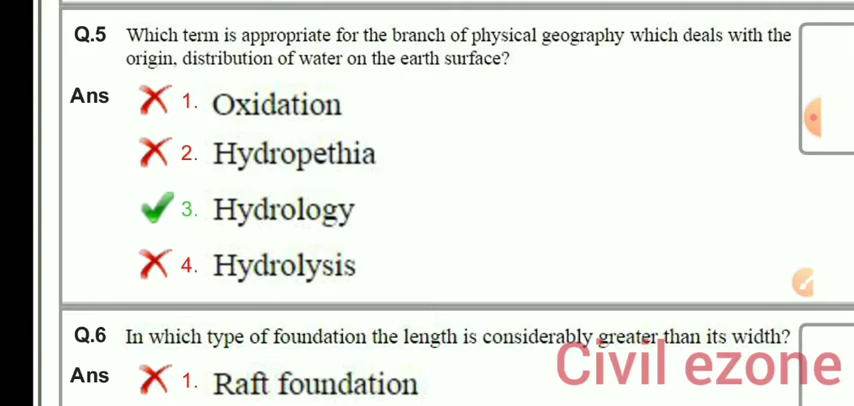 Q.5 Which term is appropriate for the branch of physical geography which deals with the
origin, distribution of water on the earth surface?
Ans 1. Oxidation
2. Hydropethia
3. Hydrology
4. Hydrolysis
Q.6 In which type of foundation the length is considerably greater than its width?
Civil ezone
Ans 1. Raft foundation